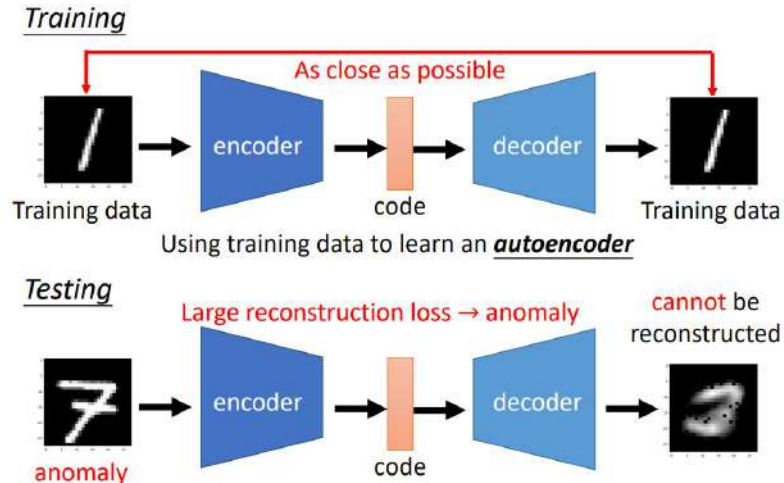 Training
As close as possible
encoder
decoder
Training data
code
Training data
Using training data to learn an autoencoder
Testing
Large reconstruction loss → anomaly
cannot be
reconstructed
encoder
decoder
anomaly
code